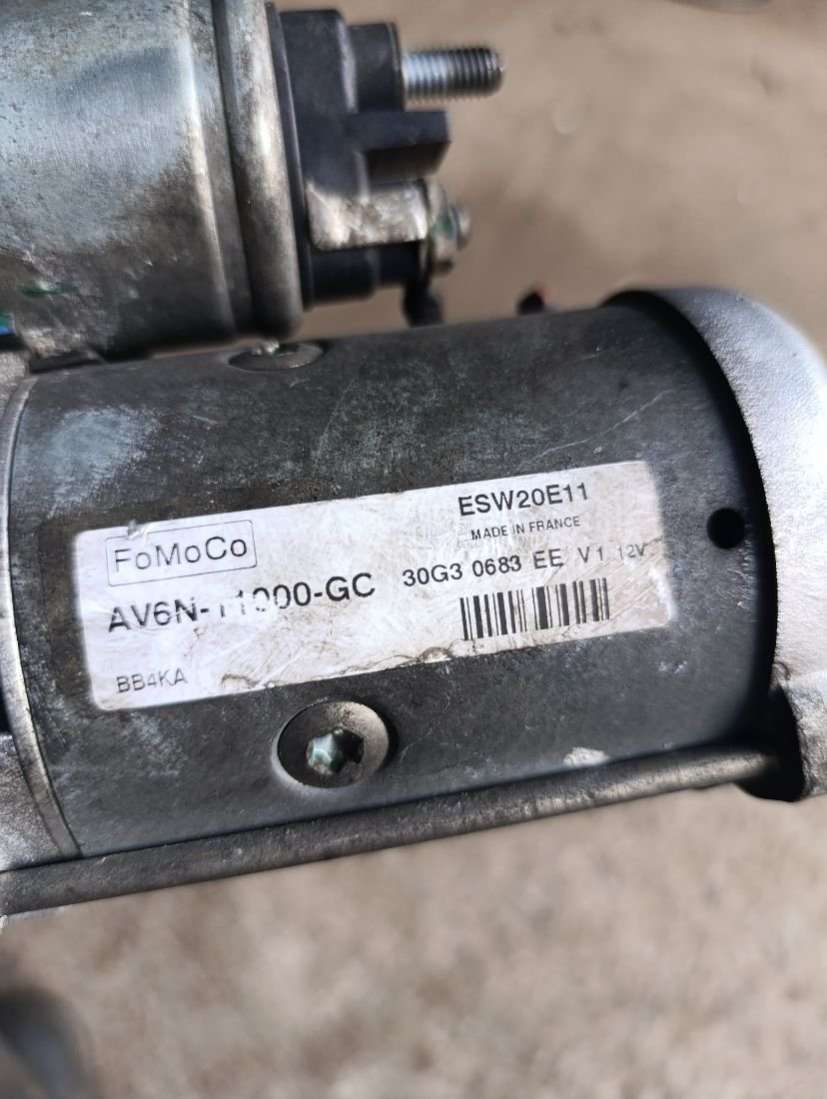 ESW20E11
MADE IN FRANCE
FoMoCo
AV6N-11000-GC 30G3 0683 EE V1 12V
BB4KA